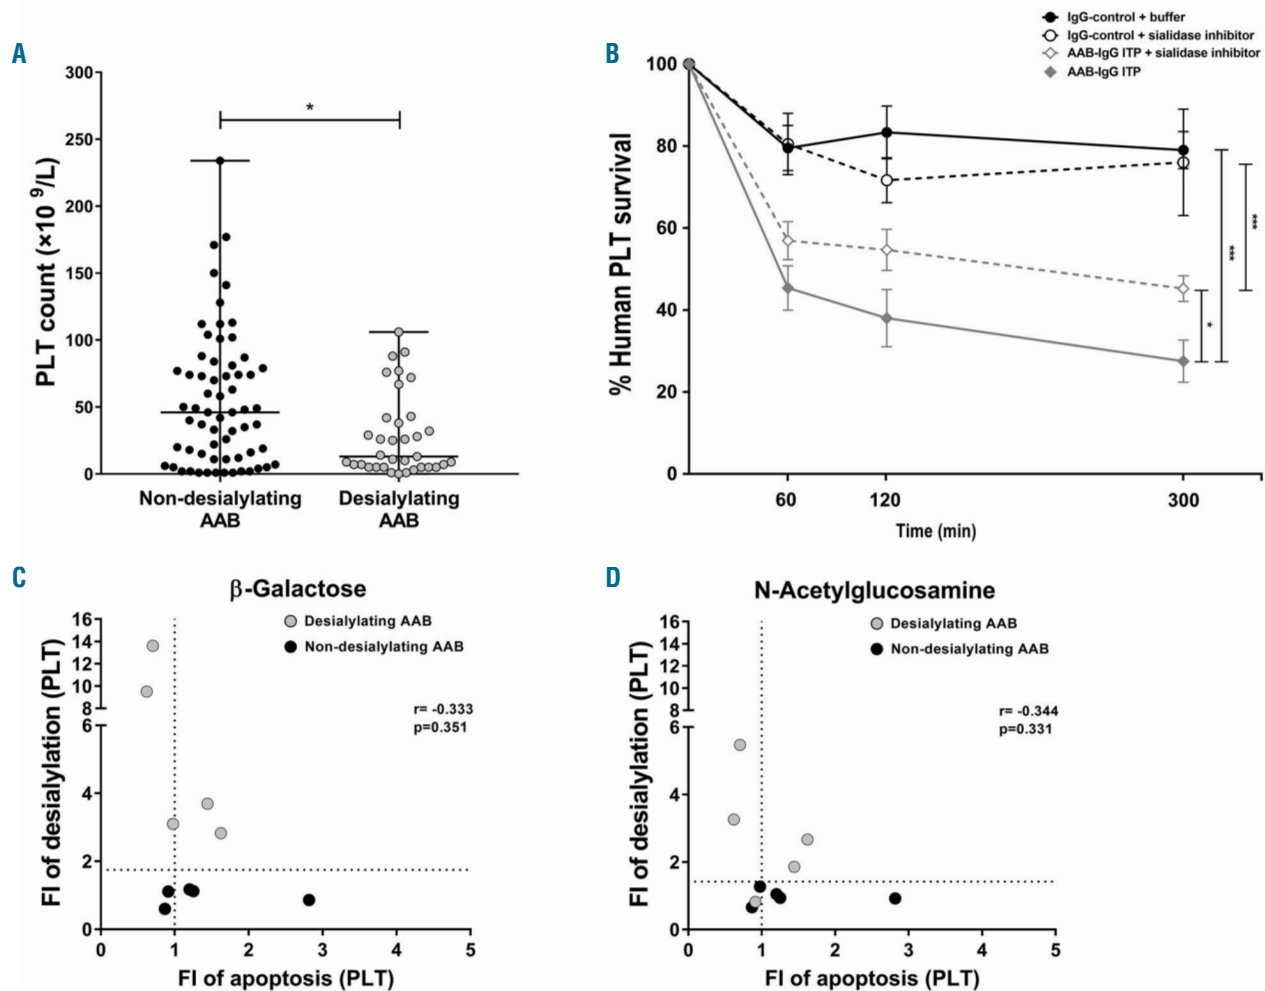 A
PLT count (×10 9/L)
300
250
200
150
100
50
0
*
Non-desialylating
AAB
Desialylating
AAB
B
IgG-control + buffer
IgG-control + sialidase inhibitor
AAB-IgG ITP + sialidase inhibitor
AAB-IgG ITP
% Human PLT survival
100
80
60
40
20
0
***
***
*
60
120
300
Time (min)
C
β-Galactose
Desialylating AAB
Non-desialylating AAB
FI of desialylation (PLT)
16
14
12
10
8
6
4
2
0
r= -0.333
p=0.351
0
1
2
3
4
5
FI of apoptosis (PLT)
D
N-Acetylglucosamine
Desialylating AAB
Non-desialylating AAB
FI of desialylation (PLT)
16
14
12
10
8
6
4
2
0
r= -0.344
p=0.331
0
1
2
3
4
5
FI of apoptosis (PLT)